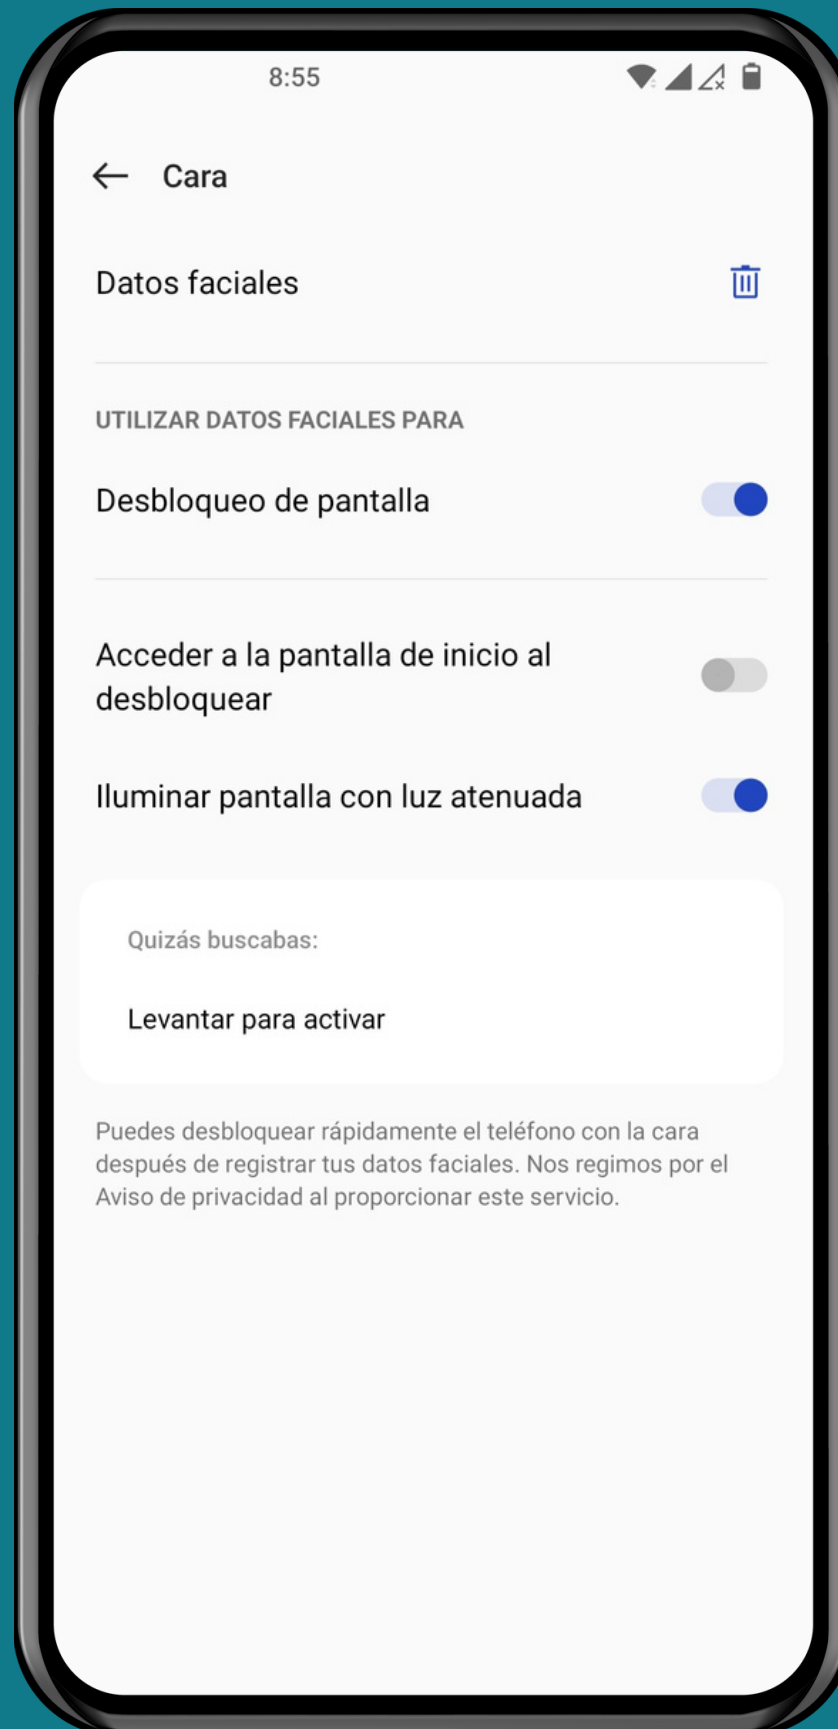 8:55
Cara
Datos faciales
UTILIZAR DATOS FACIALES PARA
Desbloqueo de pantalla
Acceder a la pantalla de inicio al
desbloquear
Iluminar pantalla con luz atenuada
Quizás buscabas:
Levantar para activar
Puedes desbloquear rápidamente el teléfono con la cara
después de registrar tus datos faciales. Nos regimos por el
Aviso de privacidad al proporcionar este servicio.